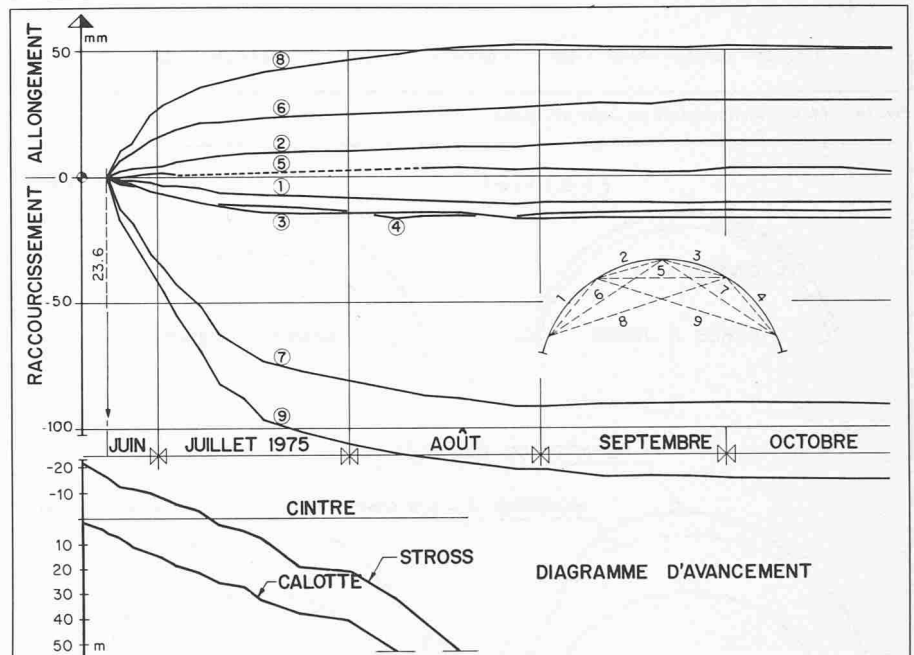 ALLONGEMENT
RACCOURCISSEMENT
mm
50
0
-50
-100
8
6
2
5
1
3
4
7
9
23.6
2
3
5
1
6
7
4
8
9
JUIN
JUILLET 1975
AOÛT
SEPTEMBRE
OCTOBRE
-20
-10
10
20
30
40
50 m
CINTRE
STROSS
CALOTTE
DIAGRAMME D'AVANCEMENT